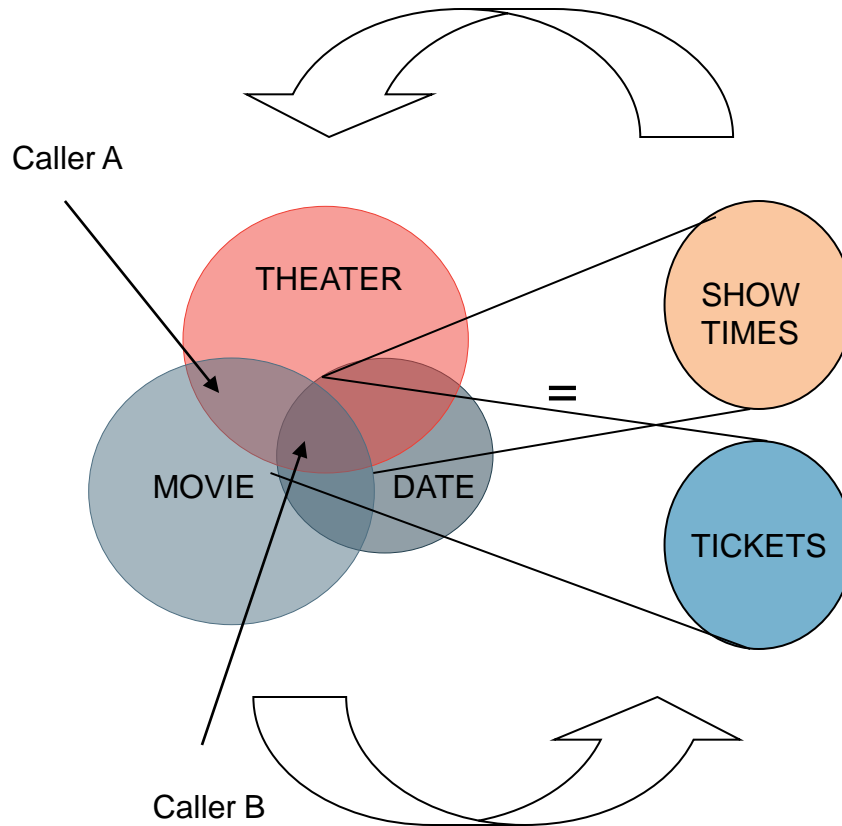 Caller A
THEATER
SHOW
TIMES
=
MOVIE
DATE
TICKETS
Caller B